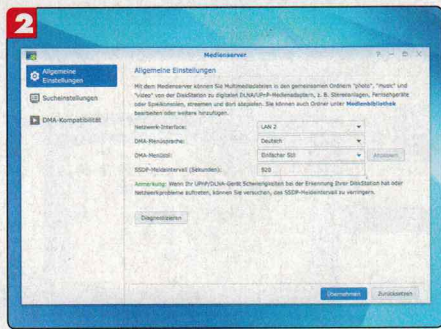 2
Medienserver
Allgemeine
Einstellungen
Sucheinstellungen
DMA-Kompatibilität
Allgemeine Einstellungen
Mit dem Medienserver können Sie Multimediadateien in den gemeinsamen Ordnern "photo", "music" und
"video" von der DiskStation zu digitalen DLNA/UPnP-Medienadaptern, z. B. Stereoanlagen, Fernsehgeräte
oder Spielkonsolen, streamen und dort abspielen. Sie können auch Ordner unter Medienbibliothek
bearbeiten oder weitere hinzufügen.
Netzwerk-Interface:
LAN 2
DMA-Menüsprache:
Deutsch
DMA-Menüstil:
Einfacher Stil
Anpassen
SSDP-Meldeintervall (Sekunden):
920
Anmerkung: Wenn Ihr UPnP/DLNA-Gerät Schwierigkeiten bei der Erkennung Ihrer DiskStation hat oder
Netzwerkprobleme auftreten, können Sie versuchen, das SSDP-Meldeintervall zu verringern.
Diagnostizieren
Übernehmen
Zurücksetzen